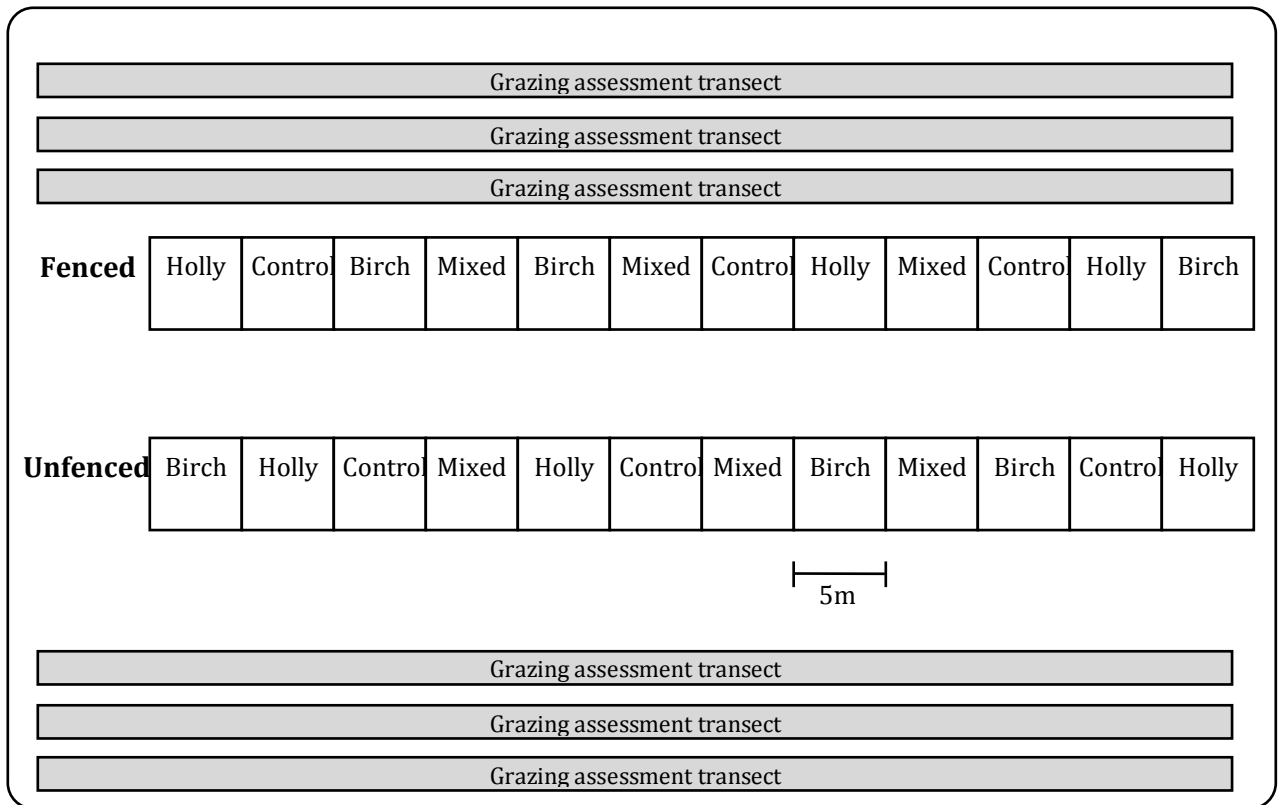 Grazing assessment transect
Grazing assessment transect
Grazing assessment transect
Fenced Holly Control Birch Mixed Birch Mixed Control Holly Mixed Control Holly Birch
Unfenced Birch Holly Control Mixed Holly Control Mixed Birch Mixed Birch Control Holly
5m
Grazing assessment transect
Grazing assessment transect
Grazing assessment transect